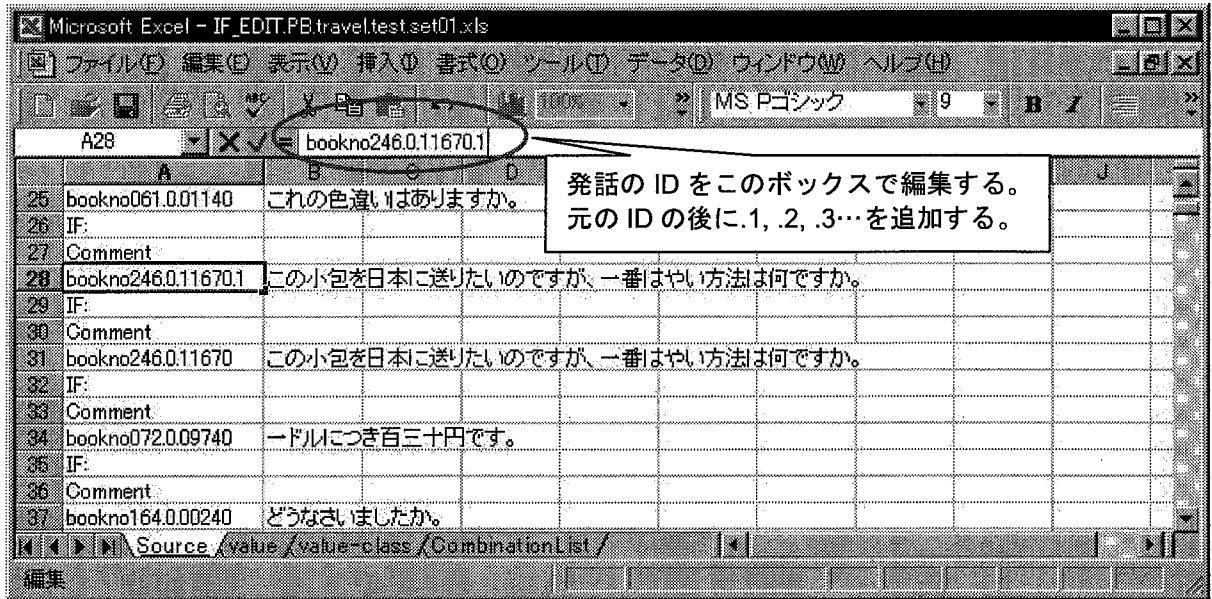 Microsoft Excel - IF_EDIT.PB.travel.test.set01.xls
ファイル(F) 編集(E) 表示(V) 挿入(I) 書式(O) ツール(T) データ(D) ウィンドウ(W) ヘルプ(H)
100% MS Pゴシック 9 B I
A28 = bookno246.0.11670.1
発話の ID をこのボックスで編集する。
元の ID の後に.1, .2, .3…を追加する。
A B C D J
25 bookno061.0.01140 これの色違いはありますか。
26 IF:
27 Comment
28 bookno246.0.11670.1 この小包を日本に送りたいのですが、一番はやい方法は何ですか。
29 IF:
30 Comment
31 bookno246.0.11670 この小包を日本に送りたいのですが、一番はやい方法は何ですか。
32 IF:
33 Comment
34 bookno072.0.09740 一ドルにつき百三十円です。
35 IF:
36 Comment
37 bookno164.0.00240 どうなさいましたか。
Source value value-class CombinationList
編集